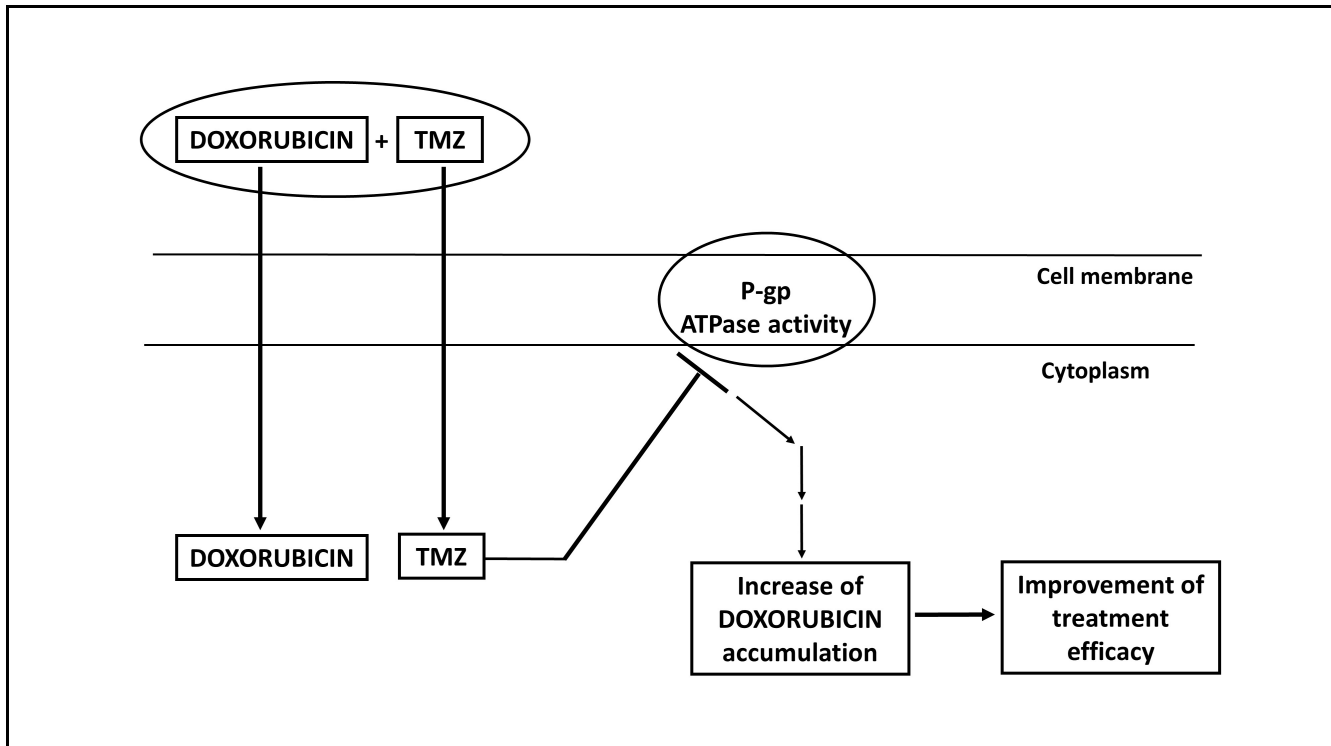 DOXORUBICIN + TMZ
Cell membrane
P-gp
ATPase activity
Cytoplasm
DOXORUBICIN
TMZ
Increase of
DOXORUBICIN
accumulation
Improvement of
treatment
efficacy